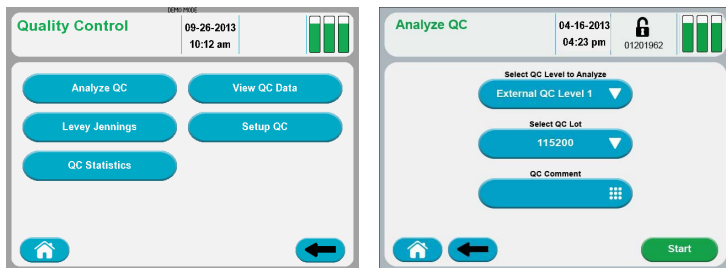 DEMO MODE
Quality Control
09-26-2013
10:12 am
Analyze QC
View QC Data
Levey Jennings
Setup QC
QC Statistics
Analyze QC
04-16-2013
04:23 pm
01201962
Select QC Level to Analyze
External QC Level 1
Select QC Lot
115200
QC Comment
Start